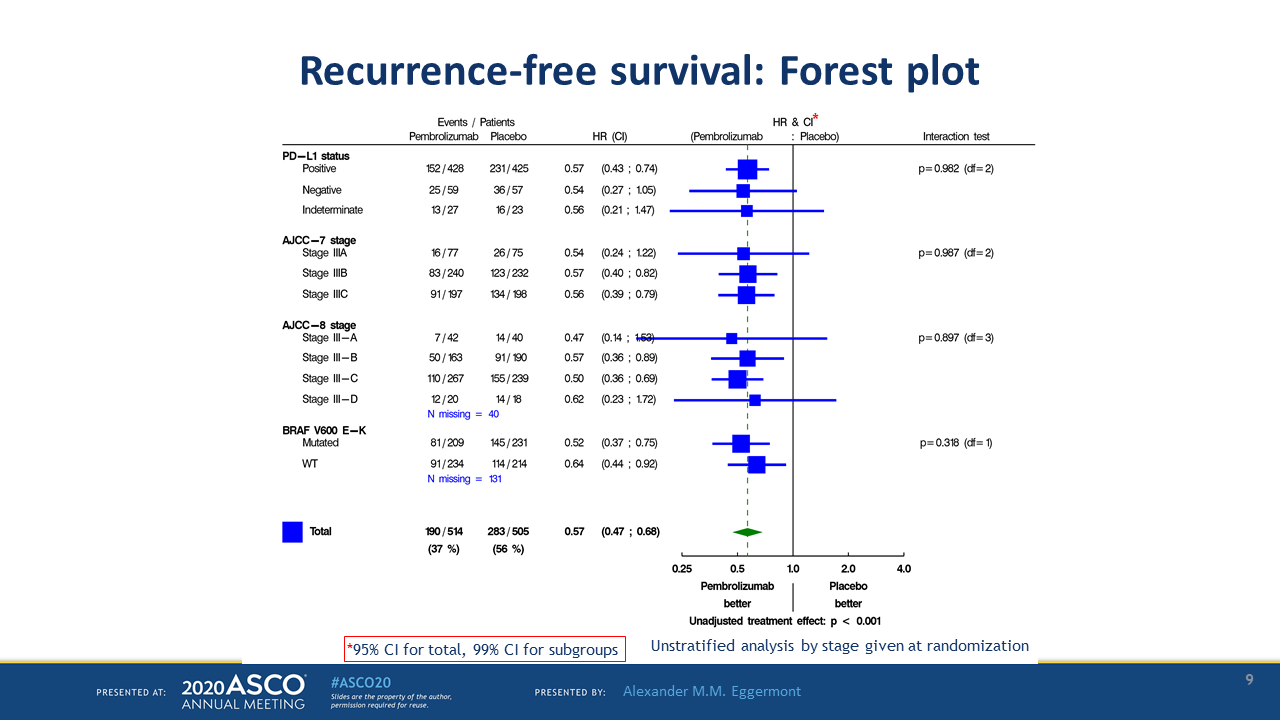 Recurrence-free survival: Forest plot
Events / Patients HR & CI*
Pembrolizumab Placebo HR (CI) (Pembrolizumab : Placebo) Interaction test
PD−L1 status
Positive 152/428 231/425 0.57 (0.43 ; 0.74) p=0.982 (df=2)
Negative 25/59 36/57 0.54 (0.27 ; 1.05)
Indeterminate 13/27 16/23 0.56 (0.21 ; 1.47)
AJCC−7 stage
Stage IIIA 16/77 26/75 0.54 (0.24 ; 1.22) p=0.987 (df=2)
Stage IIIB 83/240 123/232 0.57 (0.40 ; 0.82)
Stage IIIC 91/197 134/198 0.56 (0.39 ; 0.79)
AJCC−8 stage
Stage III−A 7/42 14/40 0.47 (0.14 ; 1.53) p=0.897 (df=3)
Stage III−B 50/163 91/190 0.57 (0.36 ; 0.89)
Stage III−C 110/267 155/239 0.50 (0.36 ; 0.69)
Stage III−D 12/20 14/18 0.62 (0.23 ; 1.72)
N missing = 40
BRAF V600 E−K
Mutated 81/209 145/231 0.52 (0.37 ; 0.75) p=0.318 (df=1)
WT 91/234 114/214 0.64 (0.44 ; 0.92)
N missing = 131
Total 190/514 283/505 0.57 (0.47 ; 0.68)
(37 %) (56 %)
0.25 0.5 1.0 2.0 4.0
Pembrolizumab Placebo
better better
Unadjusted treatment effect: p < 0.001
*95% CI for total, 99% CI for subgroups
Unstratified analysis by stage given at randomization
PRESENTED AT: 2020 ASCO® ANNUAL MEETING
#ASCO20
Slides are the property of the author,
permission required for reuse.
PRESENTED BY: Alexander M.M. Eggermont
9